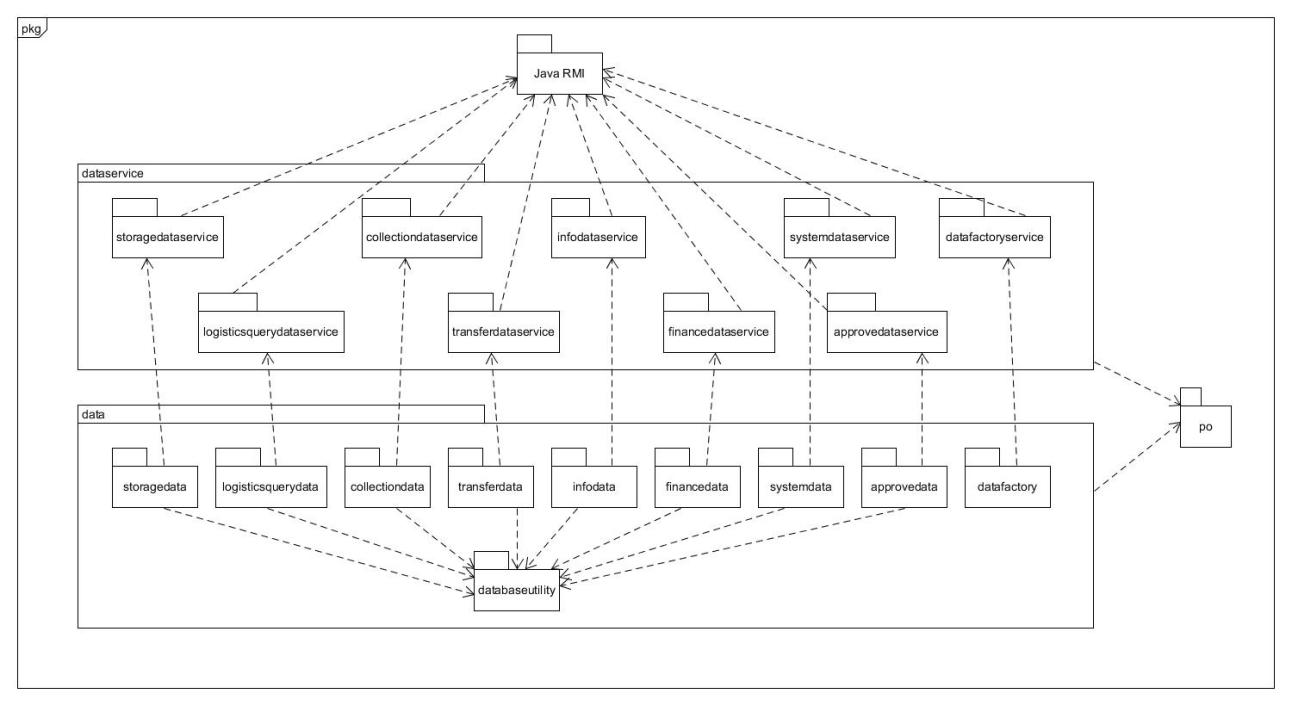 pkg
Java RMI
dataservice
storagedataservice
collectiondataservice
infodataservice
systemdataservice
datafactoryservice
logisticsquerydataservice
transferdataservice
financedataservice
approvedataservice
data
po
storagedata
logisticsquerydata
collectiondata
transferdata
infodata
financedata
systemdata
approvedata
datafactory
databaseutility